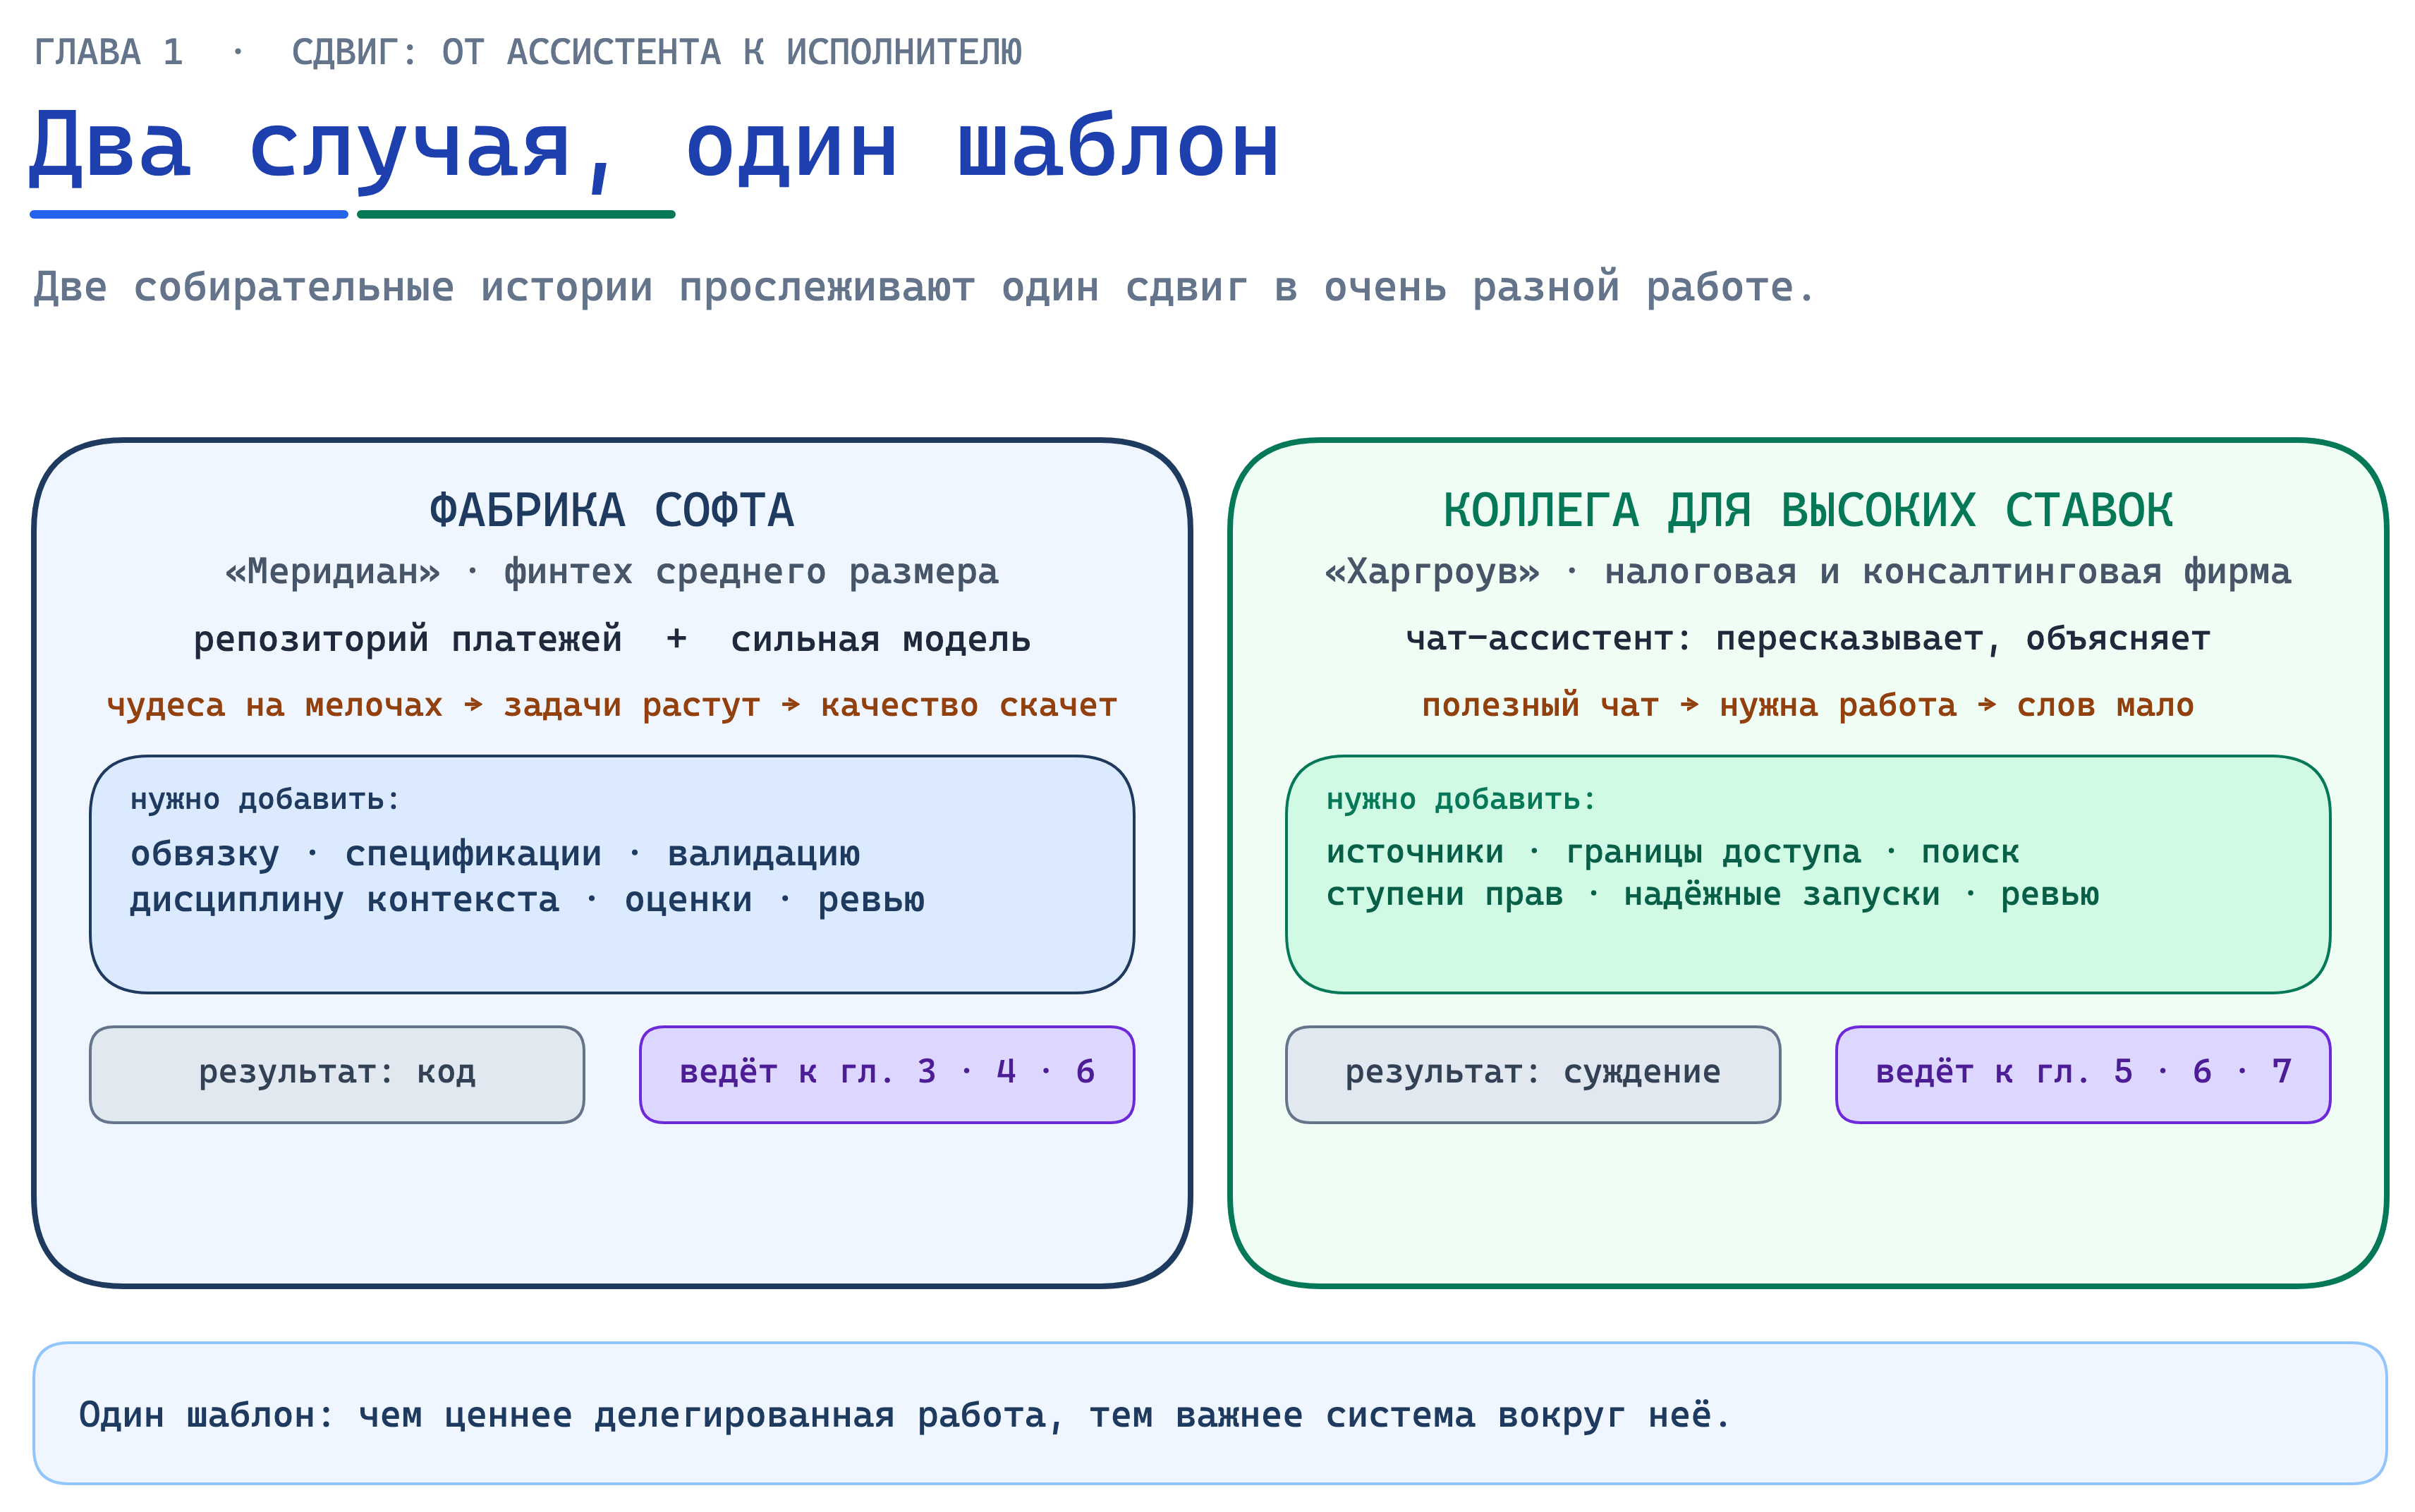 ГЛАВА 1 · СДВИГ: ОТ АССИСТЕНТА К ИСПОЛНИТЕЛЮ
Два случая, один шаблон
Две собирательные истории прослеживают один сдвиг в очень разной работе.
ФАБРИКА СОФТА
«Меридиан» · финтех среднего размера
репозиторий платежей + сильная модель
чудеса на мелочах → задачи растут → качество скачет
нужно добавить:
обвязку · спецификации · валидацию
дисциплину контекста · оценки · ревью
результат: код
ведёт к гл. 3 · 4 · 6
КОЛЛЕГА ДЛЯ ВЫСОКИХ СТАВОК
«Харгроув» · налоговая и консалтинговая фирма
чат-ассистент: пересказывает, объясняет
полезный чат → нужна работа → слов мало
нужно добавить:
источники · границы доступа · поиск
ступени прав · надёжные запуски · ревью
результат: суждение
ведёт к гл. 5 · 6 · 7
Один шаблон: чем ценнее делегированная работа, тем важнее система вокруг неё.